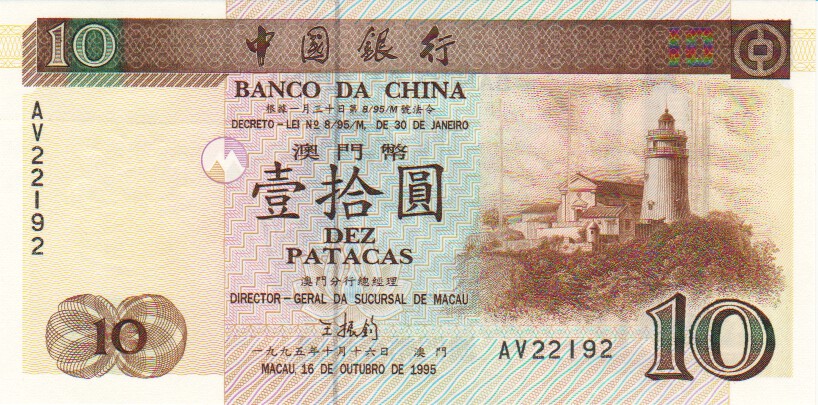 10 中國銀行
BANCO DA CHINA
根據一月三十日第8/95/M號法令
DECRETO-LEI Nº 8/95/M, DE 30 DE JANEIRO
AV22192
澳門幣
壹拾圓
DEZ
PATACAS
澳門分行總經理
DIRECTOR-GERAL DA SUCURSAL DE MACAU
王振鈞
一九九五年十月十六日 澳門
MACAU, 16 DE OUTUBRO DE 1995
10
AV22192
10